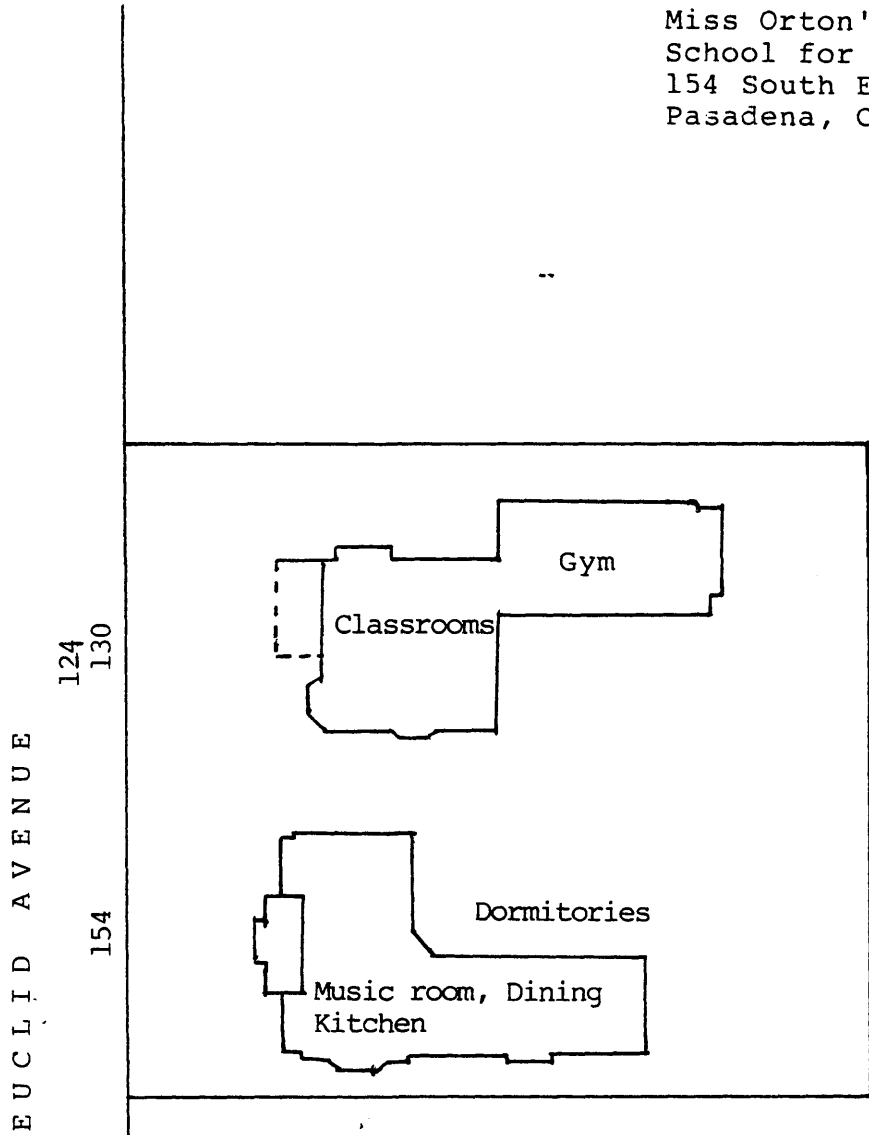 Miss Orton'
School for
154 South E
Pasadena, C
Gym
Classrooms
124
130
EUCLID AVENUE
154
Dormitories
Music room, Dining
Kitchen